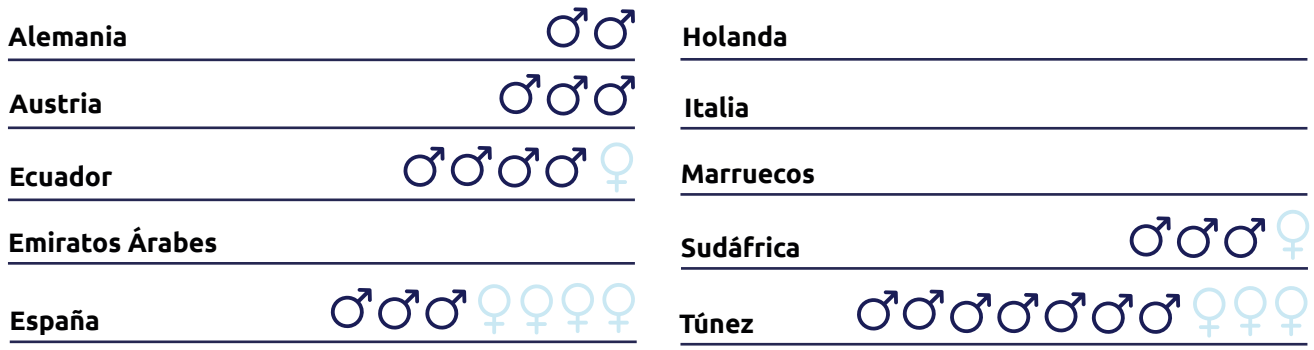 Alemania
Austria
Ecuador
Emiratos Árabes
España
Holanda
Italia
Marruecos
Sudáfrica
Túnez